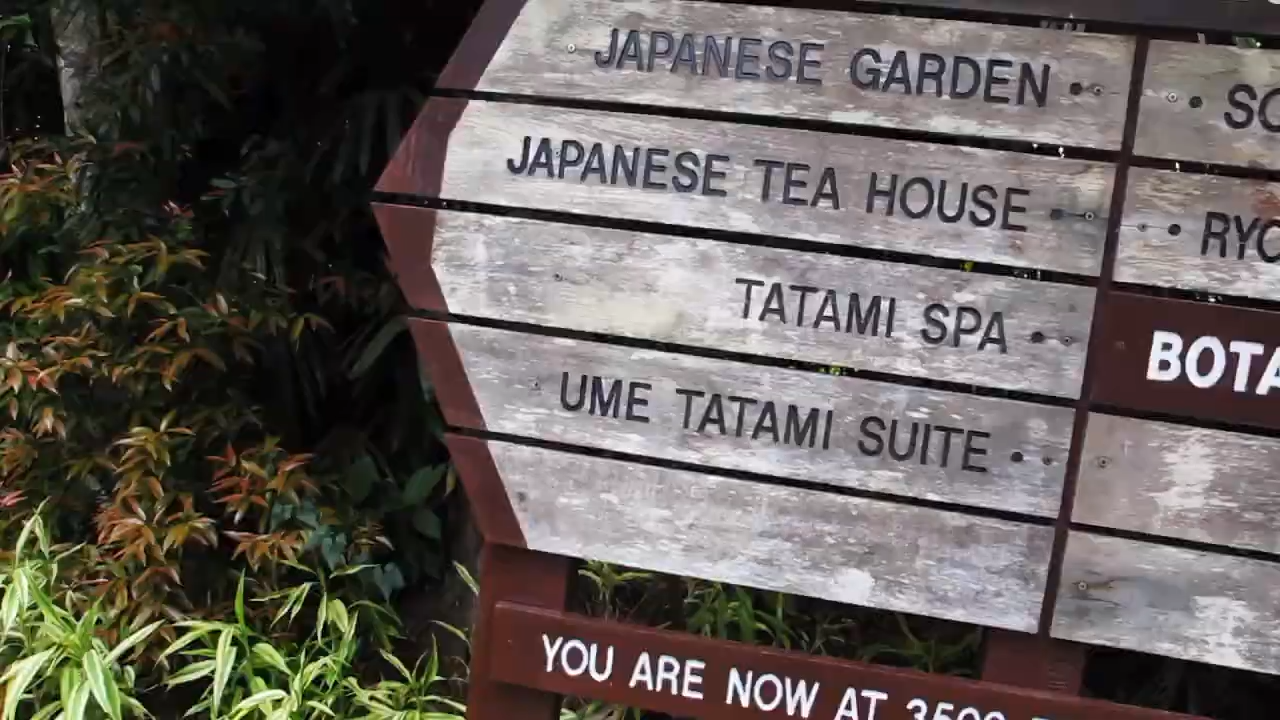 JAPANESE GARDEN
JAPANESE TEA HOUSE
TATAMI SPA
UME TATAMI SUITE
YOU ARE NOW AT